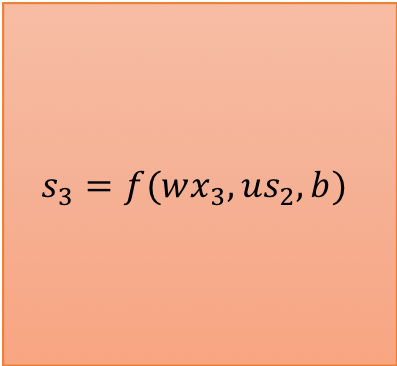 s₃ = f(wx₃, us₂, b)